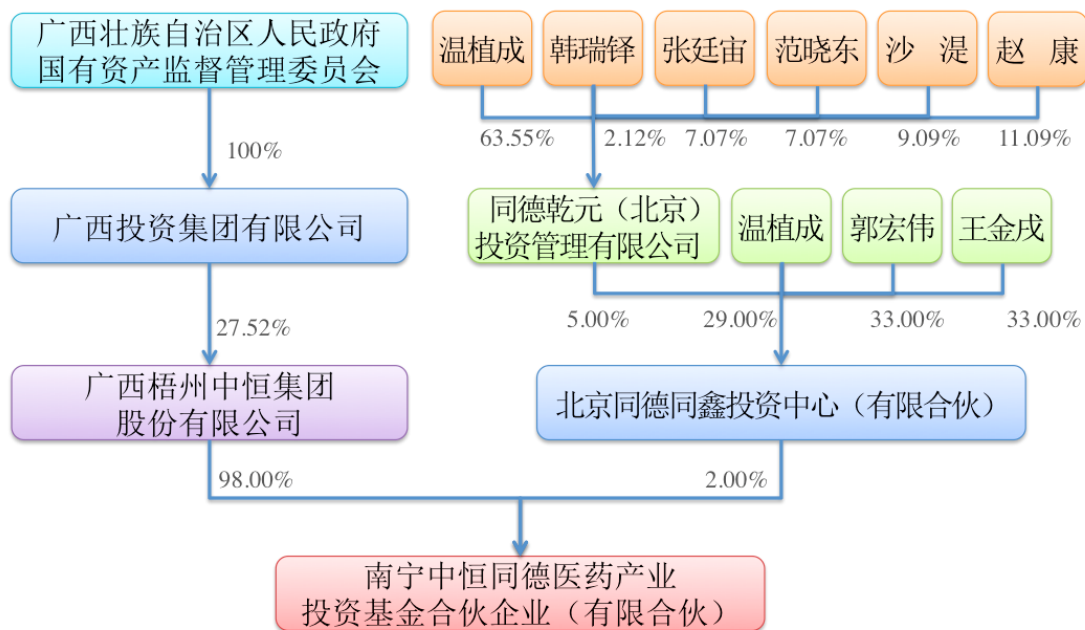 广西壮族自治区人民政府
国有资产监督管理委员会
温植成
韩瑞铎
张廷宙
范晓东
沙 湜
赵 康
100%
63.55%
2.12%
7.07%
7.07%
9.09%
11.09%
广西投资集团有限公司
同德乾元（北京）
投资管理有限公司
温植成
郭宏伟
王金戌
27.52%
5.00%
29.00%
33.00%
33.00%
广西梧州中恒集团
股份有限公司
北京同德同鑫投资中心（有限合伙）
98.00%
2.00%
南宁中恒同德医药产业
投资基金合伙企业（有限合伙）